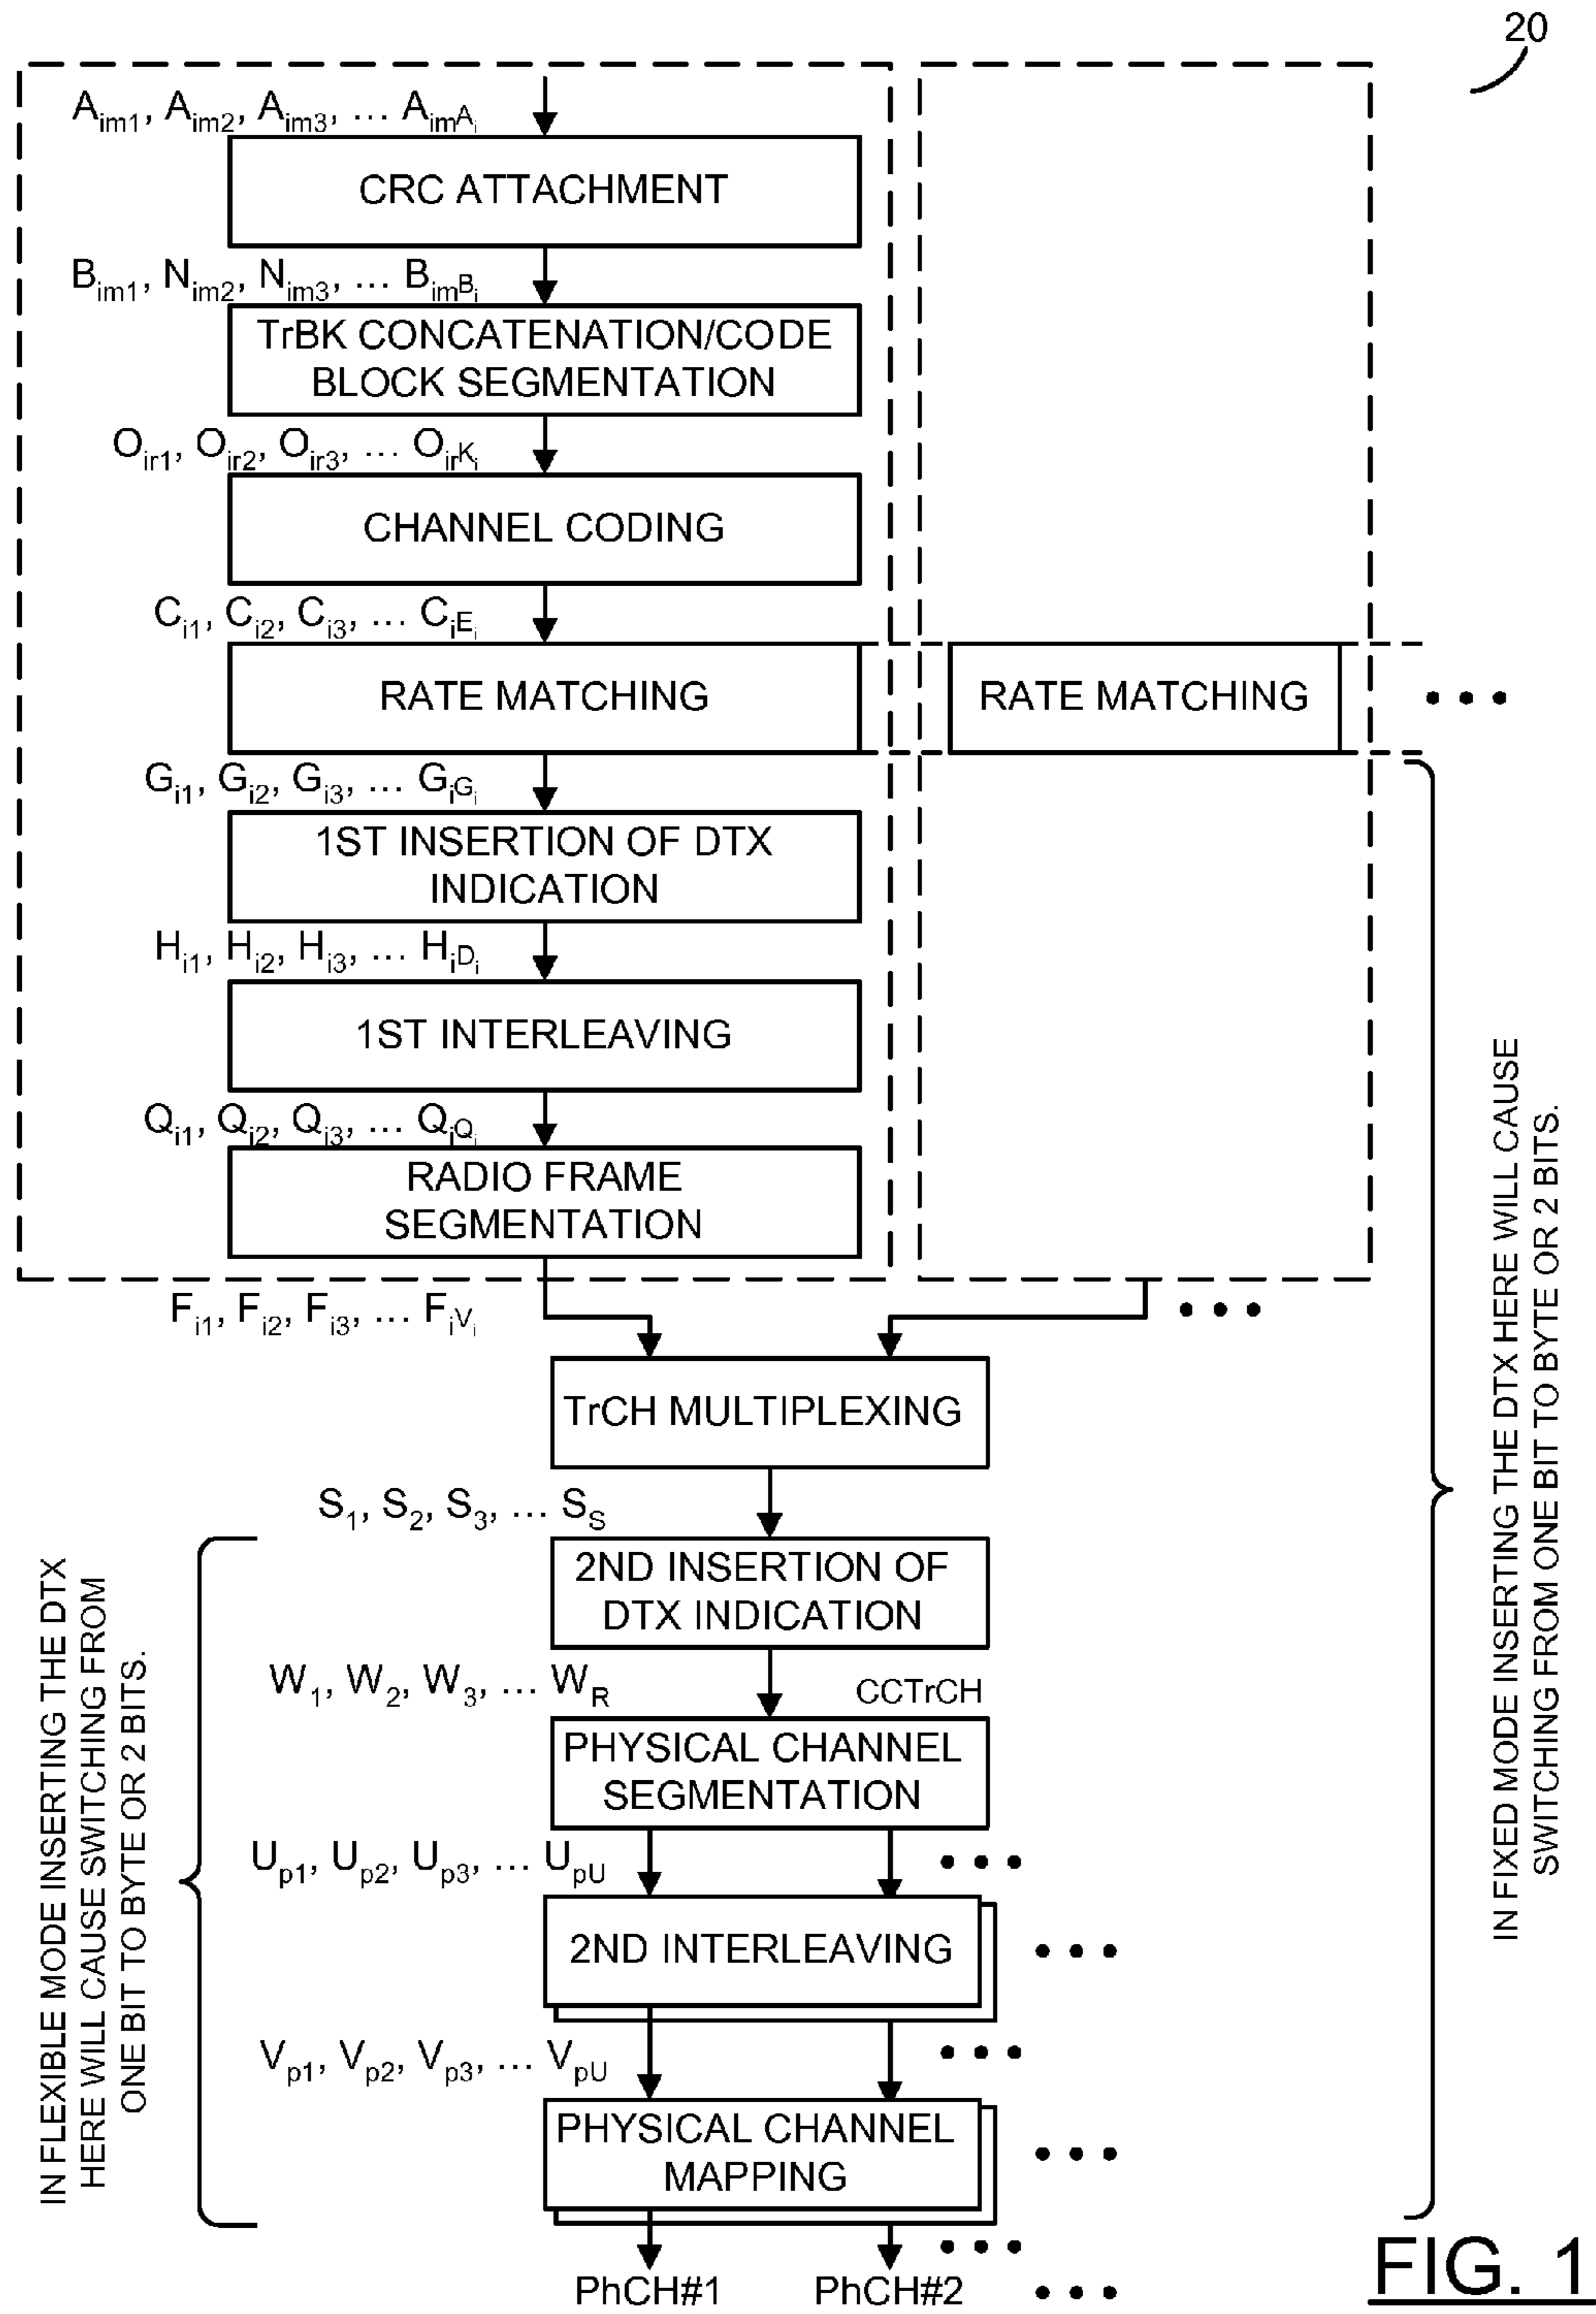 20
A_im1, A_im2, A_im3, ... A_imA_i
CRC ATTACHMENT
B_im1, N_im2, N_im3, ... B_imB_i
TrBK CONCATENATION/CODE
BLOCK SEGMENTATION
O_ir1, O_ir2, O_ir3, ... O_irK_i
CHANNEL CODING
C_i1, C_i2, C_i3, ... C_iE_i
RATE MATCHING
RATE MATCHING
G_i1, G_i2, G_i3, ... G_iG_i
1ST INSERTION OF DTX
INDICATION
H_i1, H_i2, H_i3, ... H_iD_i
1ST INTERLEAVING
Q_i1, Q_i2, Q_i3, ... Q_iQ_i
RADIO FRAME
SEGMENTATION
F_i1, F_i2, F_i3, ... F_iV_i
TrCH MULTIPLEXING
S_1, S_2, S_3, ... S_S
2ND INSERTION OF
DTX INDICATION
W_1, W_2, W_3, ... W_R
CCTrCH
PHYSICAL CHANNEL
SEGMENTATION
U_p1, U_p2, U_p3, ... U_pU
2ND INTERLEAVING
V_p1, V_p2, V_p3, ... V_pU
PHYSICAL CHANNEL
MAPPING
PhCH#1
PhCH#2
IN FLEXIBLE MODE INSERTING THE DTX
HERE WILL CAUSE SWITCHING FROM
ONE BIT TO BYTE OR 2 BITS.
IN FIXED MODE INSERTING THE DTX HERE WILL CAUSE
SWITCHING FROM ONE BIT TO BYTE OR 2 BITS.
FIG. 1